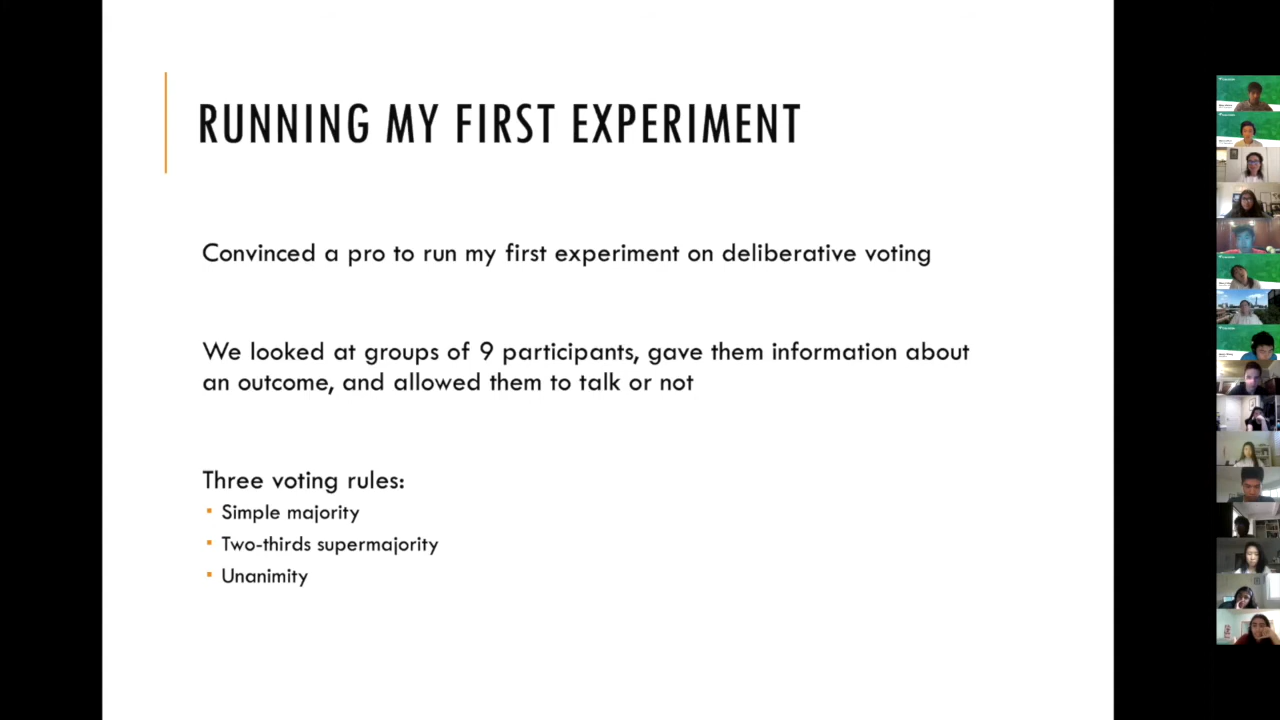 RUNNING MY FIRST EXPERIMENT
Convinced a pro to run my first experiment on deliberative voting
We looked at groups of 9 participants, gave them information about
an outcome, and allowed them to talk or not
Three voting rules:
Simple majority
Two-thirds supermajority
Unanimity